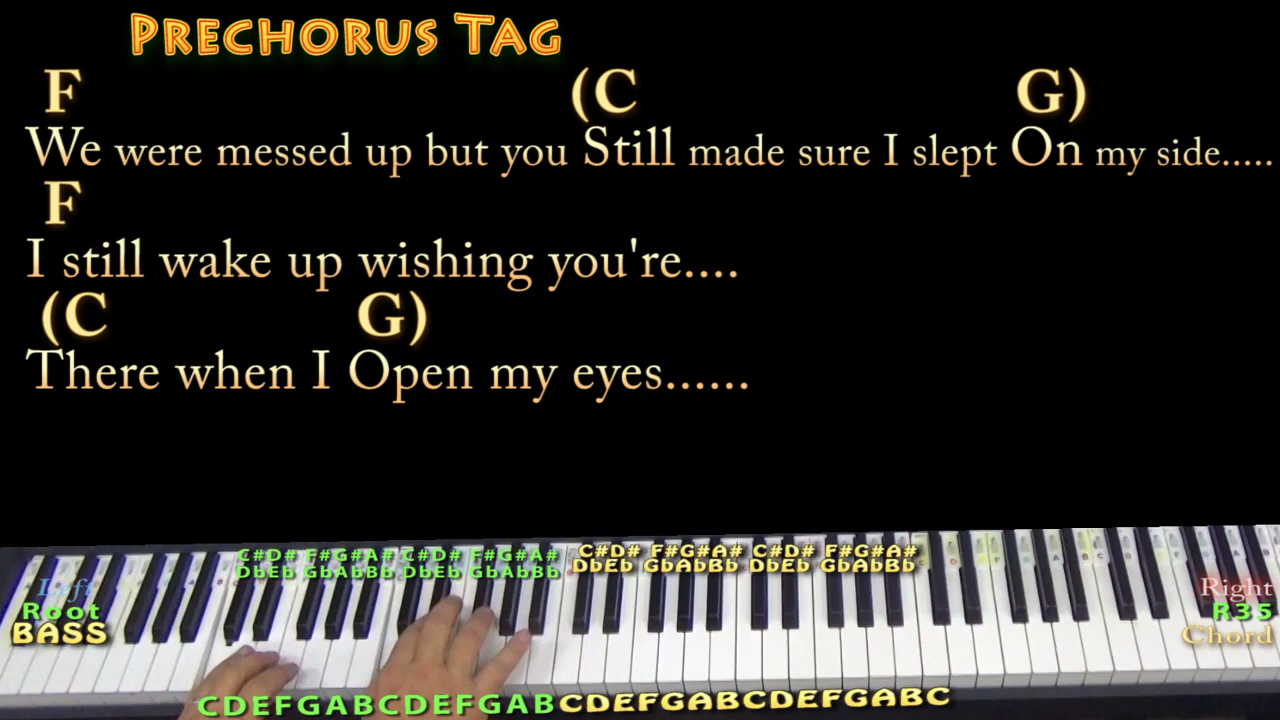 PRECHORUS TAG
F (C G)
We were messed up but you Still made sure I slept On my side.....
F
I still wake up wishing you're....
(C G)
There when I Open my eyes......
C#D# F#G#A# C#D# F#G#A# C#D# F#G#A# C#D# F#G#A#
DbEb GbAbBb DbEb GbAbBb DbEb GbAbBb DbEb GbAbBb
Left
Root
BASS
Right
R35
Chord
CDEFGABCDEFGABCDEFGABCDEFGABC